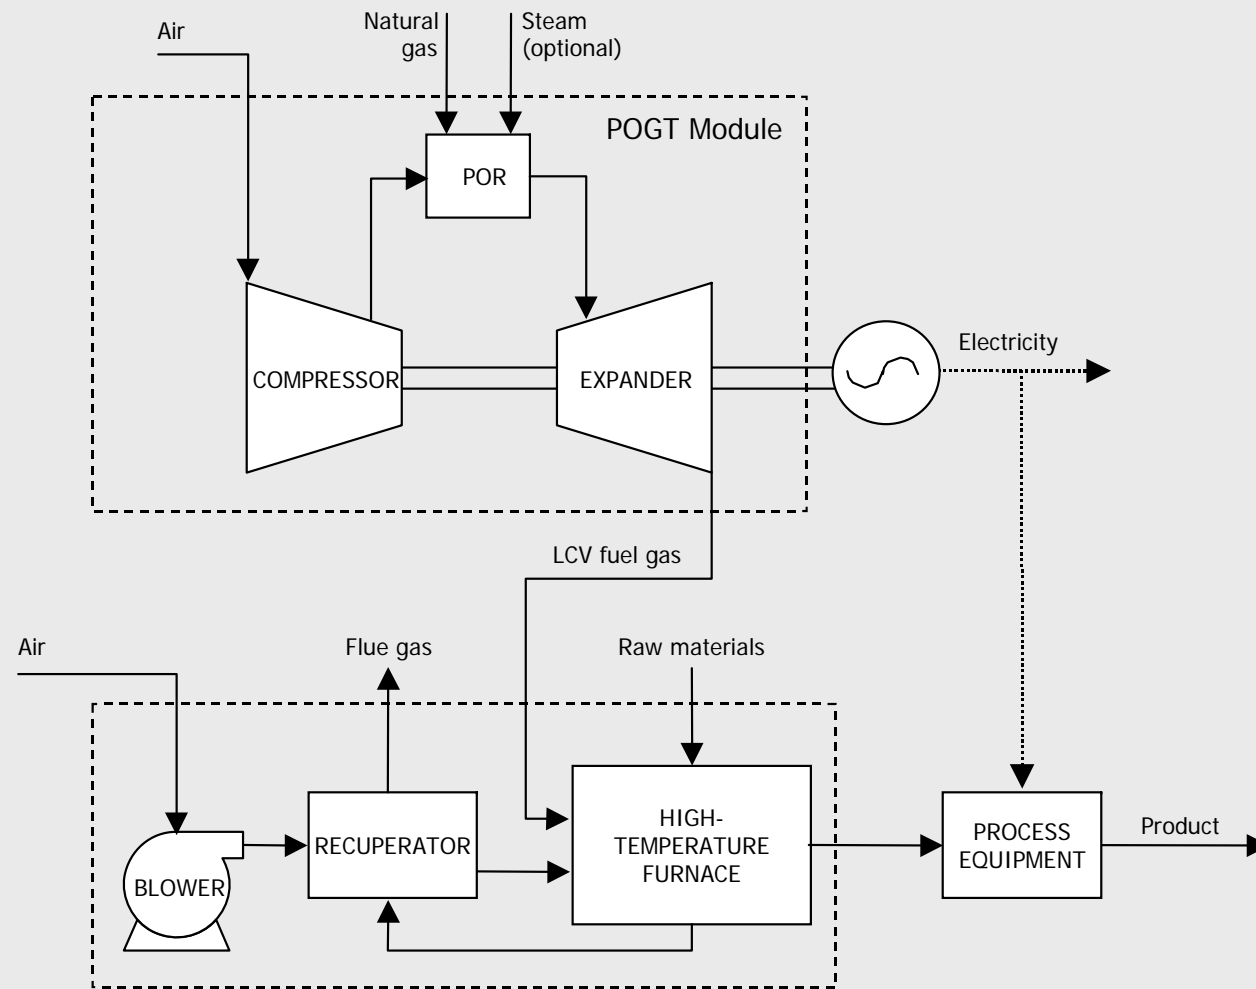 Air
Natural
gas
Steam
(optional)
POGT Module
POR
COMPRESSOR
EXPANDER
Electricity
LCV fuel gas
Air
Flue gas
Raw materials
BLOWER
RECUPERATOR
HIGH-
TEMPERATURE
FURNACE
PROCESS
EQUIPMENT
Product